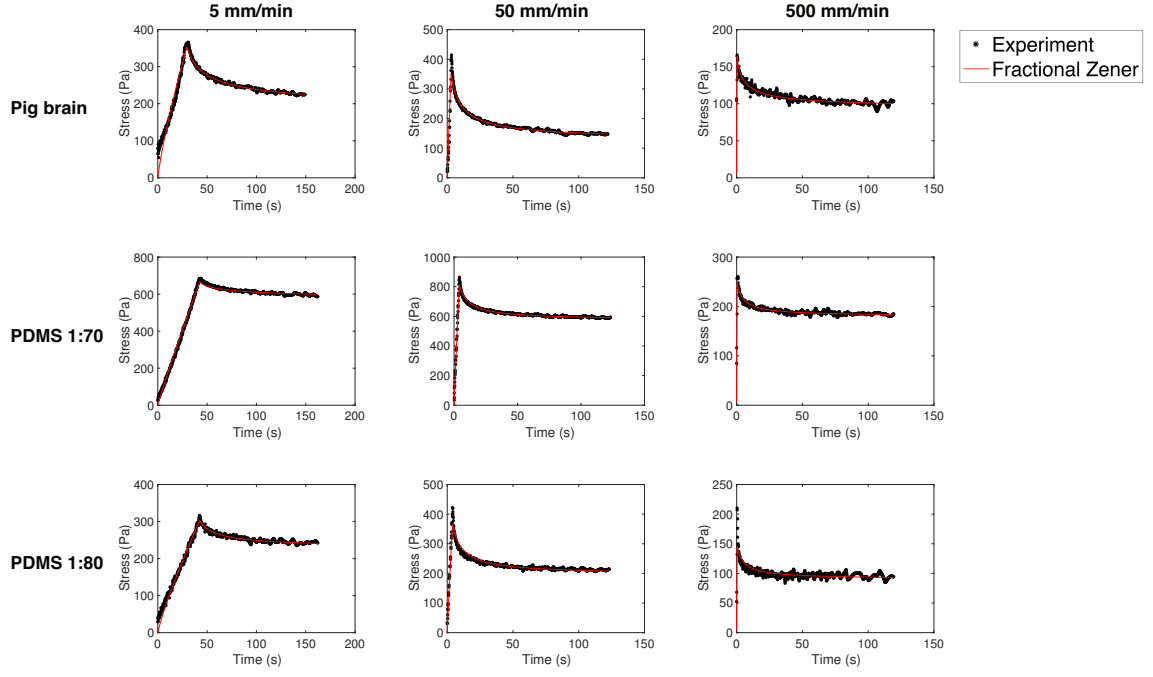 5 mm/min
50 mm/min
500 mm/min
Experiment
Fractional Zener
Pig brain
Stress (Pa)
400
300
200
100
0
0 50 100 150 200
Time (s)
Stress (Pa)
500
400
300
200
100
0
0 50 100 150
Time (s)
Stress (Pa)
200
150
100
50
0
0 50 100 150
Time (s)
PDMS 1:70
Stress (Pa)
800
600
400
200
0
0 50 100 150 200
Time (s)
Stress (Pa)
1000
800
600
400
200
0
0 50 100 150
Time (s)
Stress (Pa)
300
200
100
0
0 50 100 150
Time (s)
PDMS 1:80
Stress (Pa)
400
300
200
100
0
0 50 100 150 200
Time (s)
Stress (Pa)
500
400
300
200
100
0
0 50 100 150
Time (s)
Stress (Pa)
250
200
150
100
50
0
0 50 100 150
Time (s)